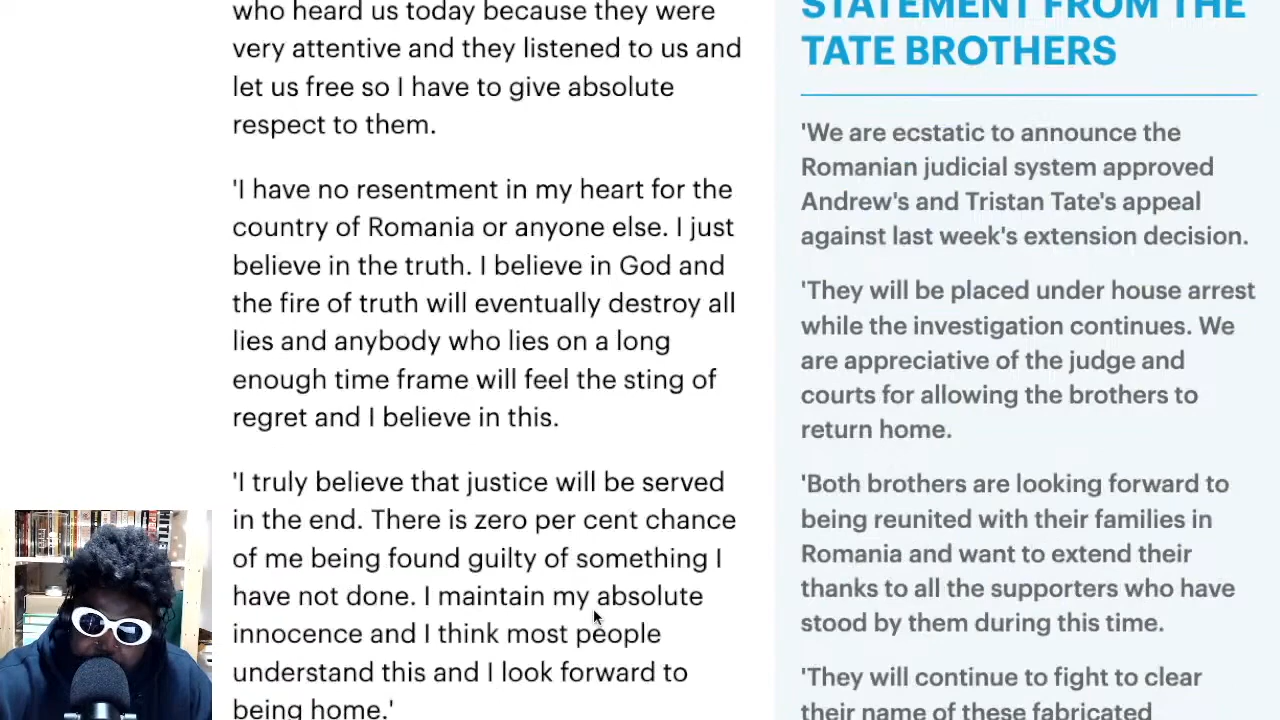 who heard us today because they were
very attentive and they listened to us and
let us free so I have to give absolute
respect to them.
'I have no resentment in my heart for the
country of Romania or anyone else. I just
believe in the truth. I believe in God and
the fire of truth will eventually destroy all
lies and anybody who lies on a long
enough time frame will feel the sting of
regret and I believe in this.
'I truly believe that justice will be served
in the end. There is zero per cent chance
of me being found guilty of something I
have not done. I maintain my absolute
innocence and I think most people
understand this and I look forward to
being home.'
STATEMENT FROM THE
TATE BROTHERS
'We are ecstatic to announce the
Romanian judicial system approved
Andrew's and Tristan Tate's appeal
against last week's extension decision.
'They will be placed under house arrest
while the investigation continues. We
are appreciative of the judge and
courts for allowing the brothers to
return home.
'Both brothers are looking forward to
being reunited with their families in
Romania and want to extend their
thanks to all the supporters who have
stood by them during this time.
'They will continue to fight to clear
their name of these fabricated